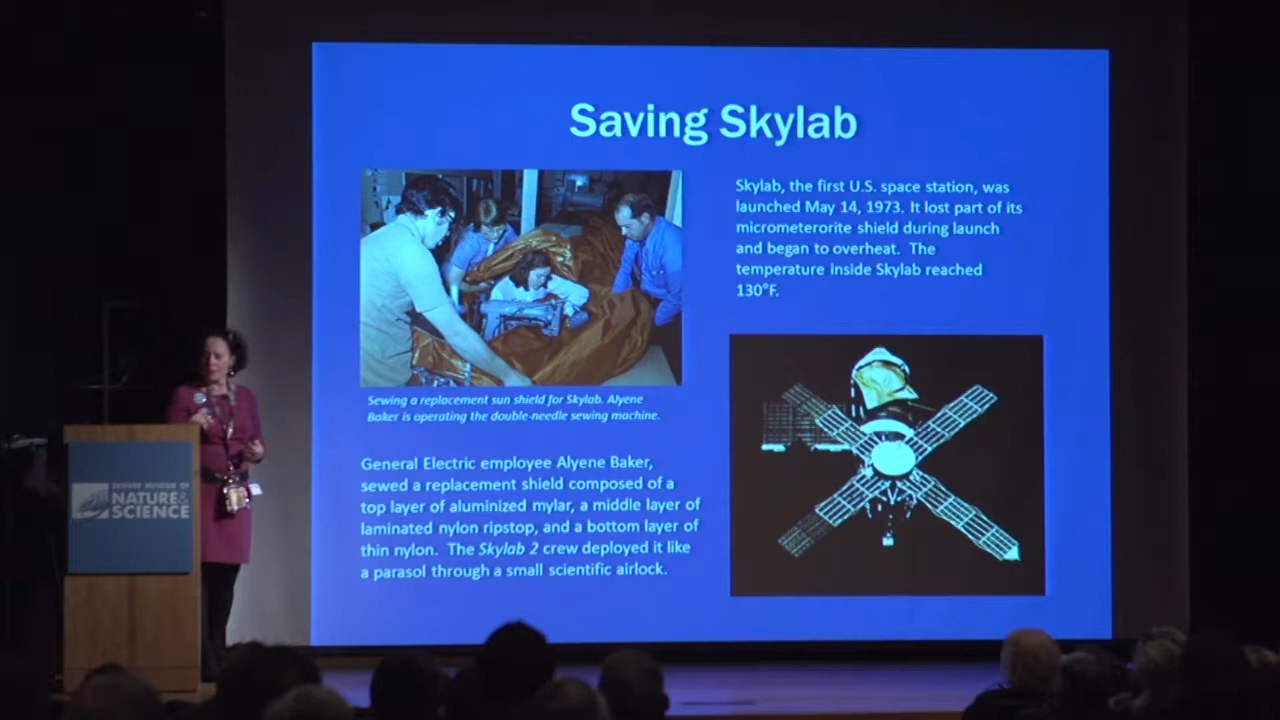 Saving Skylab
Skylab, the first U.S. space station, was
launched May 14, 1973. It lost part of its
micrometerorite shield during launch
and began to overheat. The
temperature inside Skylab reached
130°F.
Sewing a replacement sun shield for Skylab. Alyene
Baker is operating the double-needle sewing machine.
General Electric employee Alyene Baker,
sewed a replacement shield composed of a
top layer of aluminized mylar, a middle layer of
laminated nylon ripstop, and a bottom layer of
thin nylon. The Skylab 2 crew deployed it like
a parasol through a small scientific airlock.
DENVER MUSEUM OF
NATURE &
SCIENCE